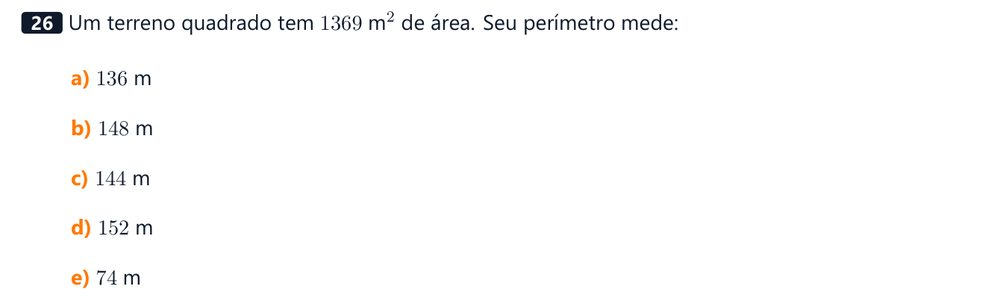 26 Um terreno quadrado tem 1369 m² de área. Seu perímetro mede:
a) 136 m
b) 148 m
c) 144 m
d) 152 m
e) 74 m